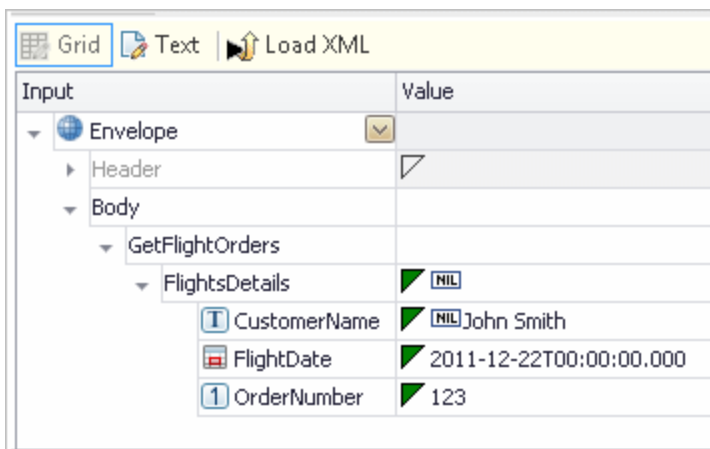 Grid Text Load XML
Input Value
Envelope
Header
Body
GetFlightOrders
FlightsDetails NIL
T CustomerName NIL John Smith
FlightDate 2011-12-22T00:00:00.000
1 OrderNumber 123